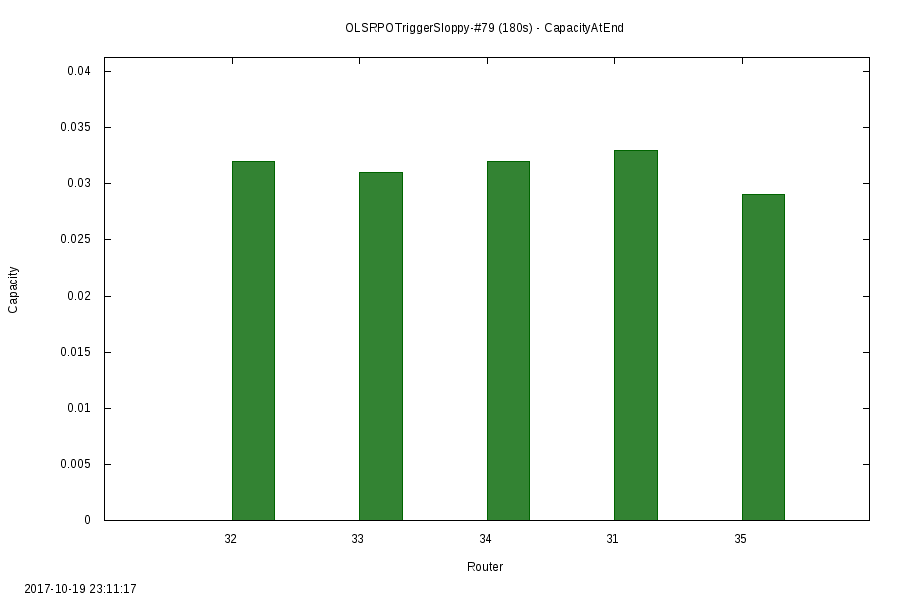 OLSRPOTriggerSloppy-#79 (180s) - CapacityAtEnd
0.04
0.035
0.03
0.025
0.02
0.015
0.01
0.005
0
Capacity
32 33 34 31 35
Router
2017-10-19 23:11:17